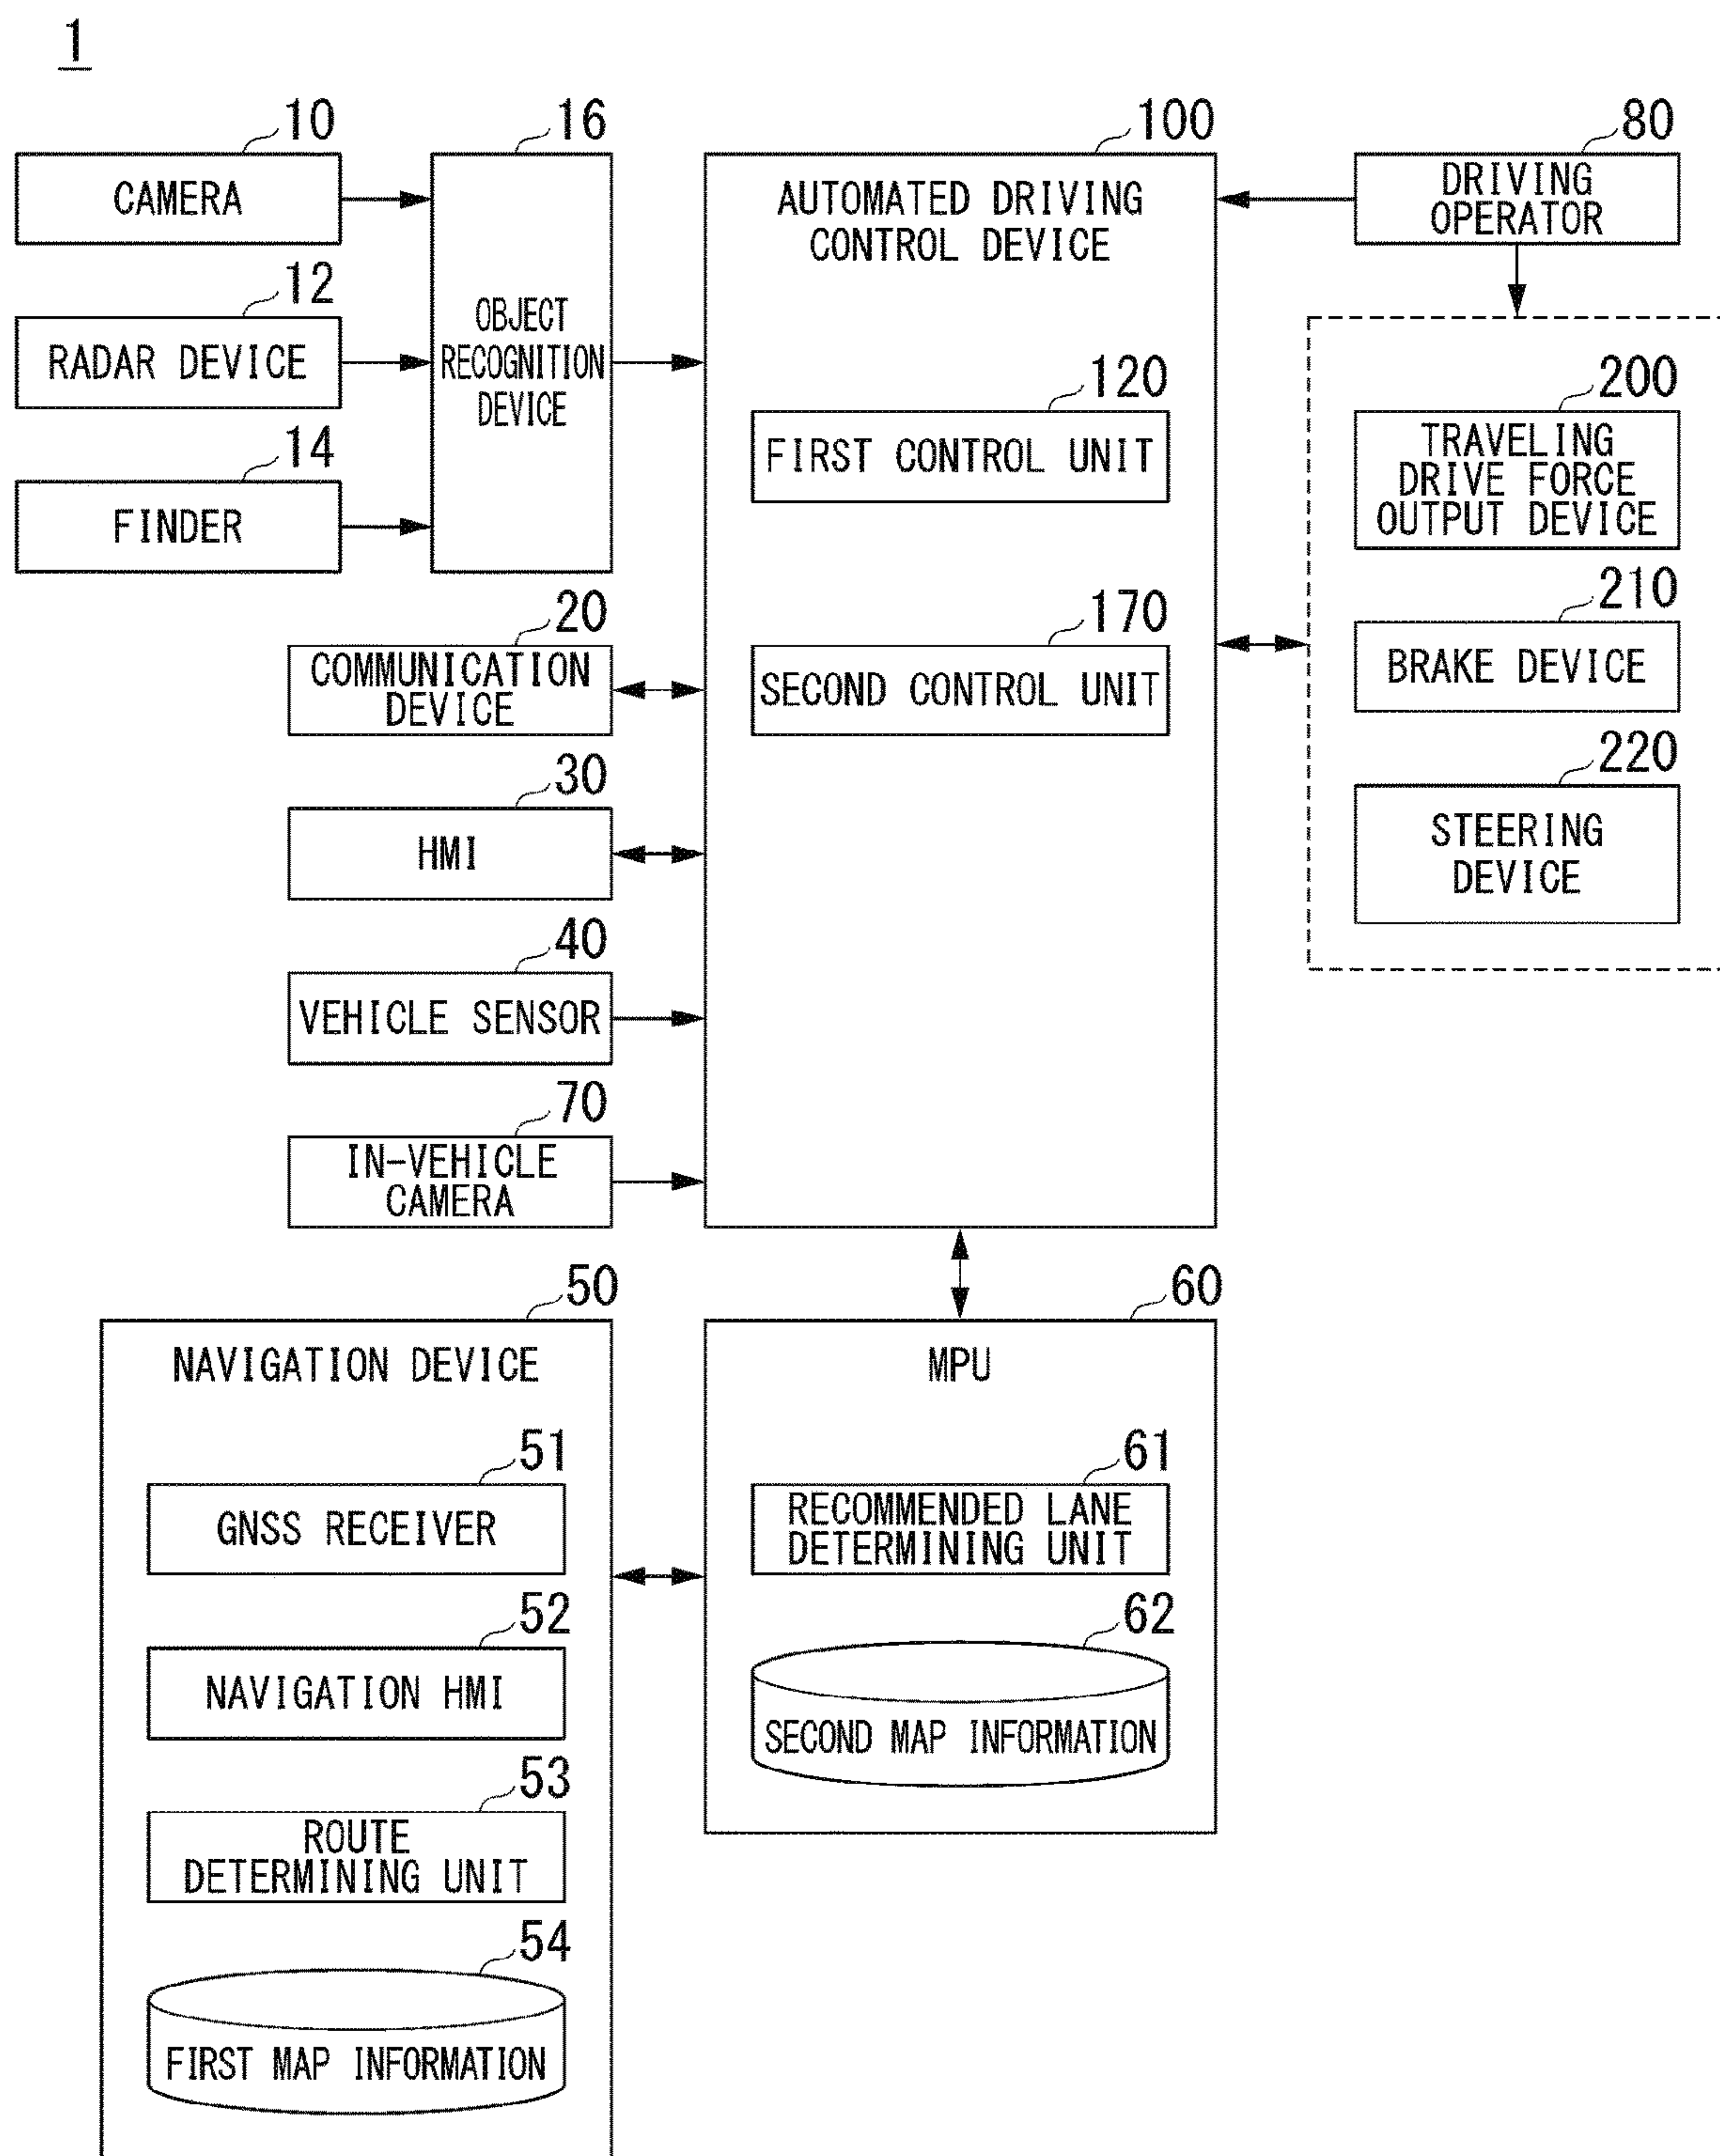 1
10
CAMERA
12
RADAR DEVICE
14
FINDER
16
OBJECT
RECOGNITION
DEVICE
20
COMMUNICATION
DEVICE
30
HMI
40
VEHICLE SENSOR
70
IN-VEHICLE
CAMERA
100
AUTOMATED DRIVING
CONTROL DEVICE
120
FIRST CONTROL UNIT
170
SECOND CONTROL UNIT
80
DRIVING
OPERATOR
200
TRAVELING
DRIVE FORCE
OUTPUT DEVICE
210
BRAKE DEVICE
220
STEERING
DEVICE
50
NAVIGATION DEVICE
51
GNSS RECEIVER
52
NAVIGATION HMI
53
ROUTE
DETERMINING UNIT
54
FIRST MAP INFORMATION
60
MPU
61
RECOMMENDED LANE
DETERMINING UNIT
62
SECOND MAP INFORMATION